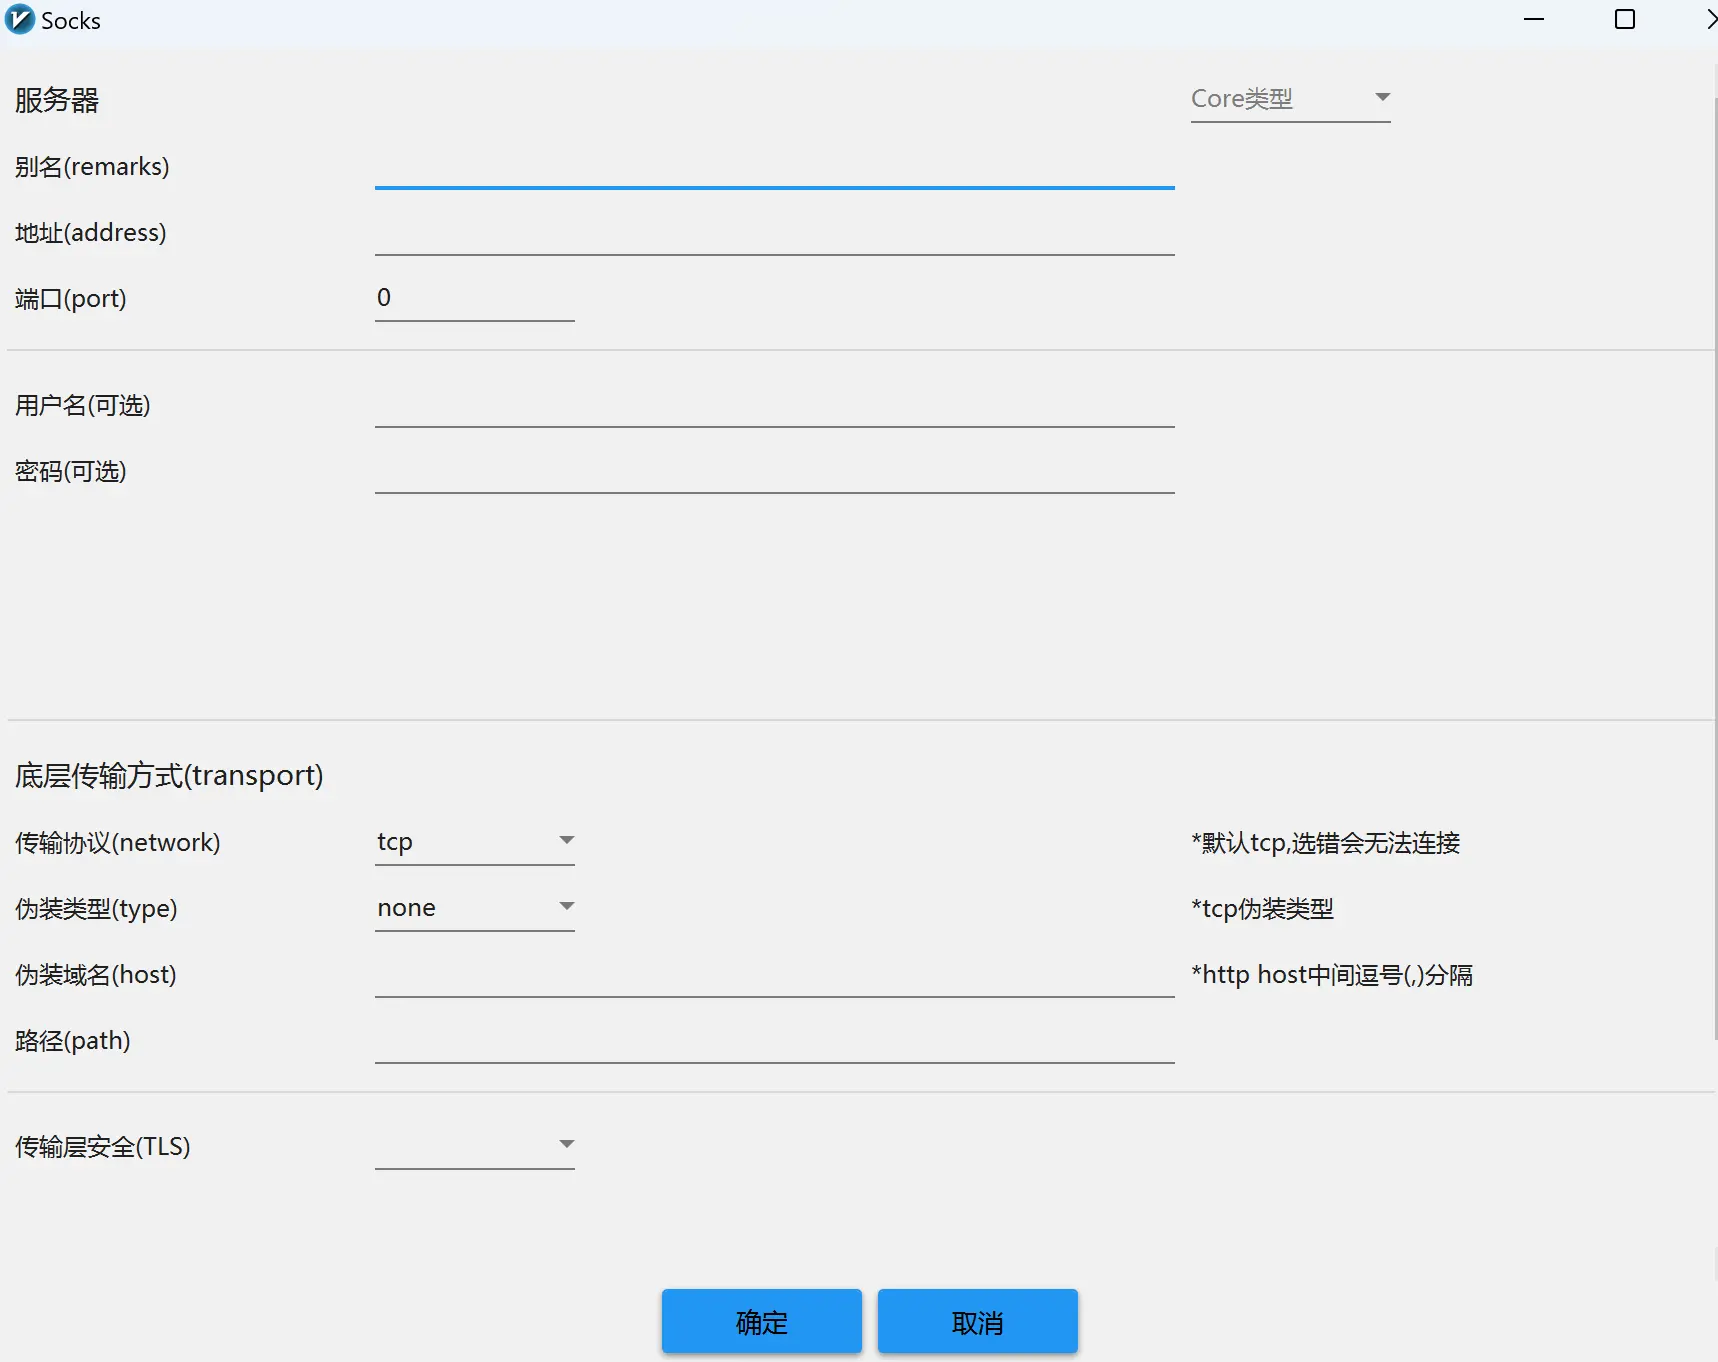 Socks
服务器
Core类型
别名(remarks)
地址(address)
端口(port)
0
用户名(可选)
密码(可选)
底层传输方式(transport)
传输协议(network)
tcp
*默认tcp,选错会无法连接
伪装类型(type)
none
*tcp伪装类型
伪装域名(host)
*http host中间逗号(,)分隔
路径(path)
传输层安全(TLS)
确定
取消